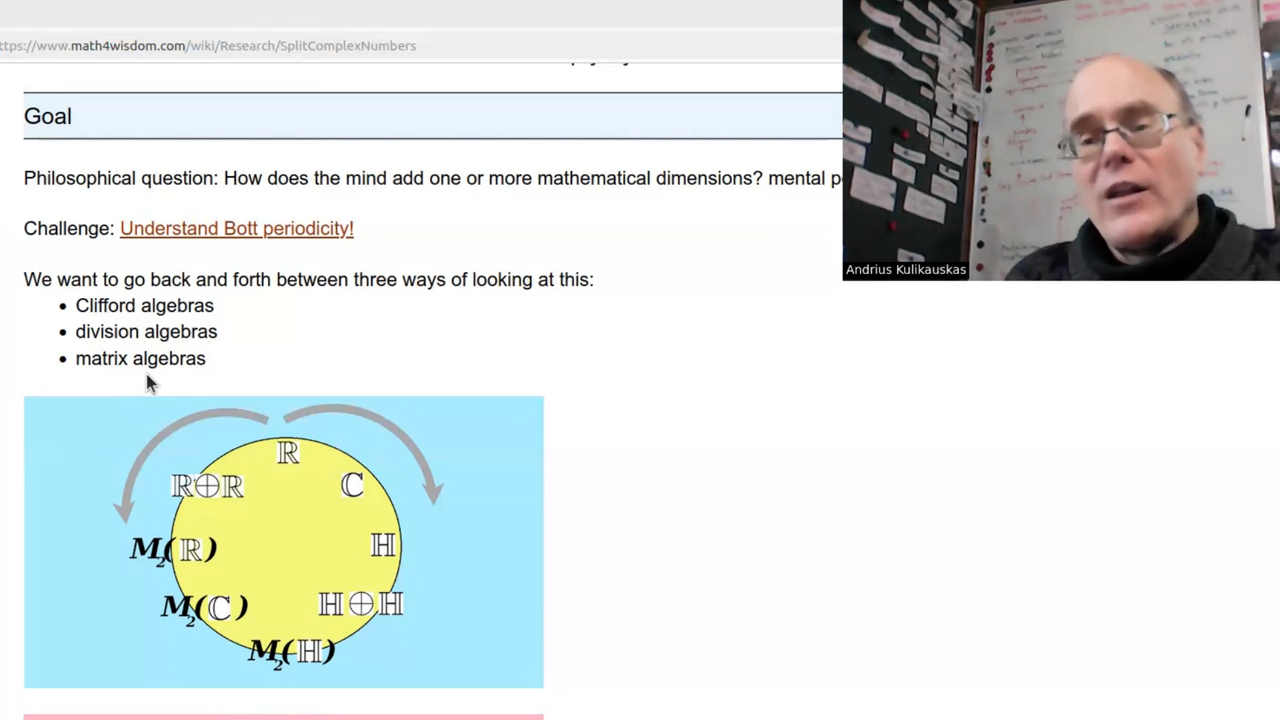 ttps://www.math4wisdom.com/wiki/Research/SplitComplexNumbers
Goal
Philosophical question: How does the mind add one or more mathematical dimensions? mental p
Challenge: Understand Bott periodicity!
We want to go back and forth between three ways of looking at this:
• Clifford algebras
• division algebras
• matrix algebras
ℝ
ℝ⊕ℝ
ℂ
M₂(ℝ)
ℍ
M₂(ℂ)
ℍ⊕ℍ
M₂(ℍ)
Andrius Kulikauskas